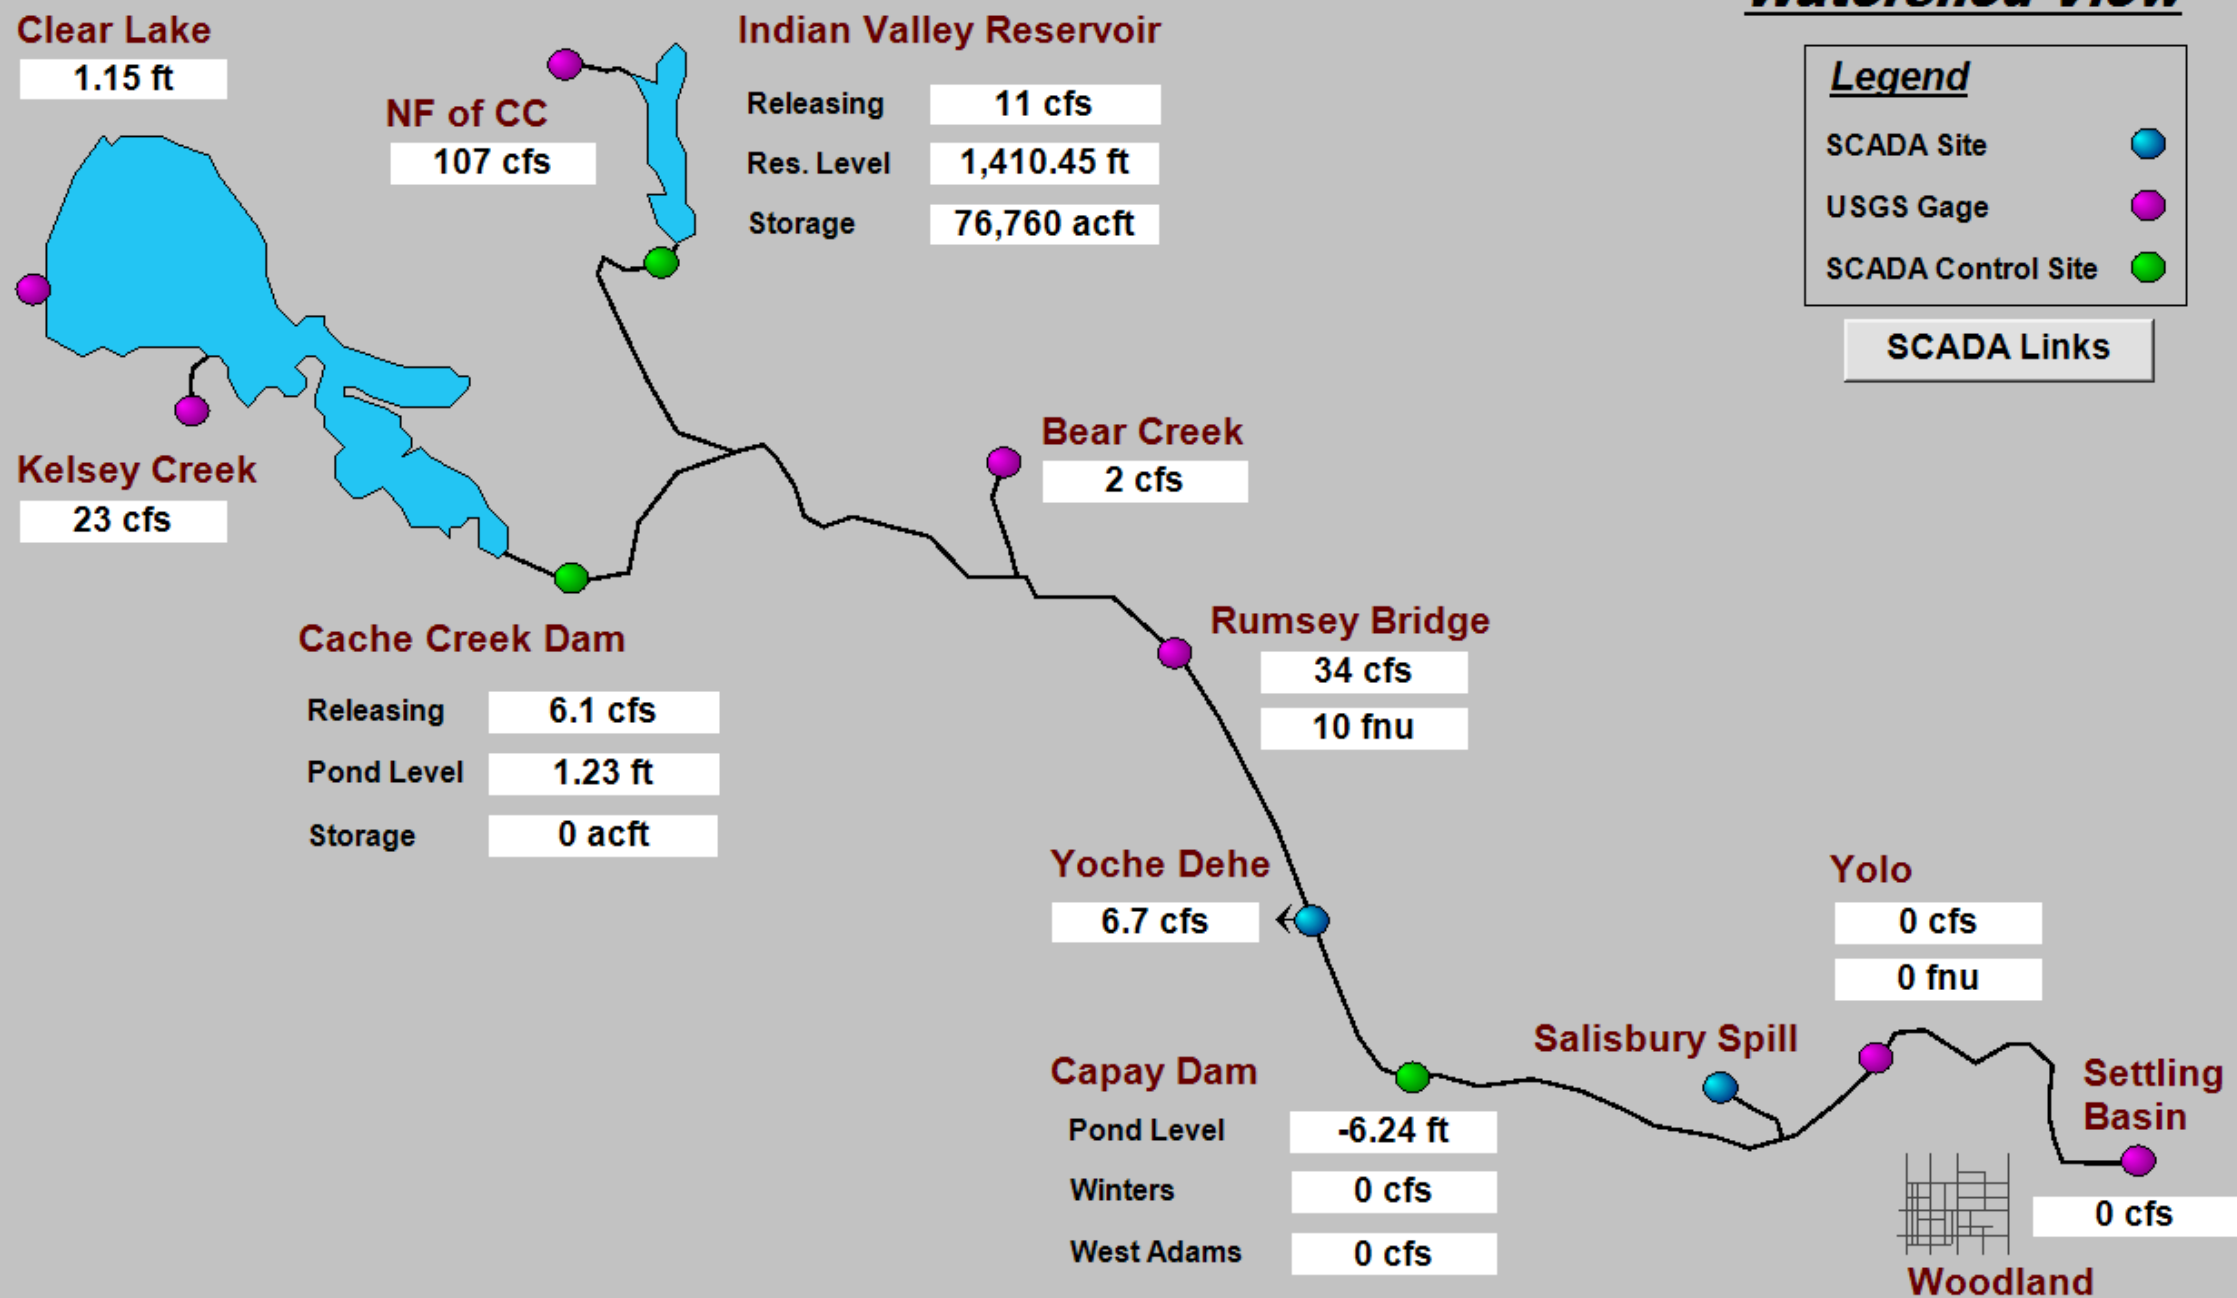 Watershed View
Clear Lake
1.15 ft
NF of CC
107 cfs
Indian Valley Reservoir
Releasing 11 cfs
Res. Level 1,410.45 ft
Storage 76,760 acft
Legend
SCADA Site
USGS Gage
SCADA Control Site
SCADA Links
Kelsey Creek
23 cfs
Bear Creek
2 cfs
Cache Creek Dam
Releasing 6.1 cfs
Pond Level 1.23 ft
Storage 0 acft
Rumsey Bridge
34 cfs
10 fnu
Yoche Dehe
6.7 cfs
Yolo
0 cfs
0 fnu
Capay Dam
Pond Level -6.24 ft
Winters 0 cfs
West Adams 0 cfs
Salisbury Spill
Settling
Basin
0 cfs
Woodland